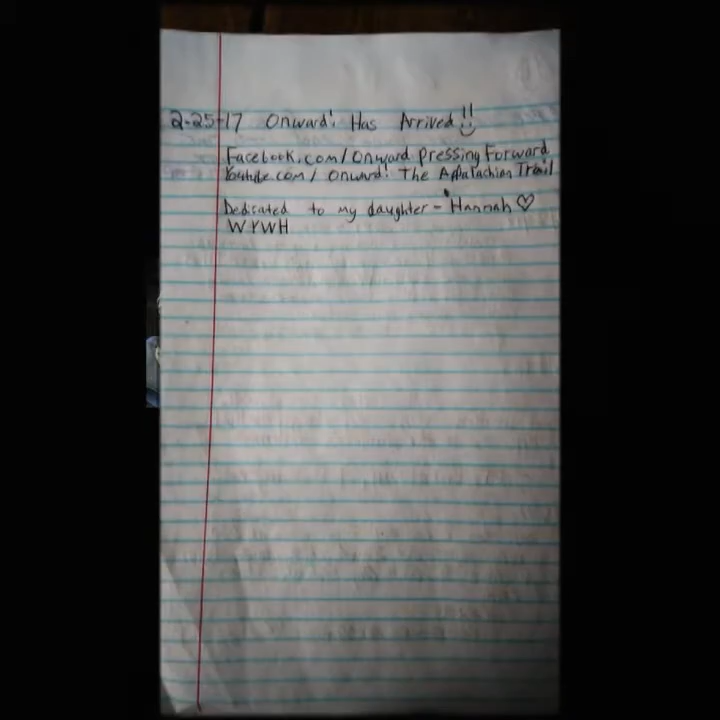 2-25-17 Onward! Has Arrived!!
Facebook.com/Onward Pressing Forward
Youtube.com/ Onward: The Appalachian Trail
Dedicated to my daughter - Hannah ♡
WYWH